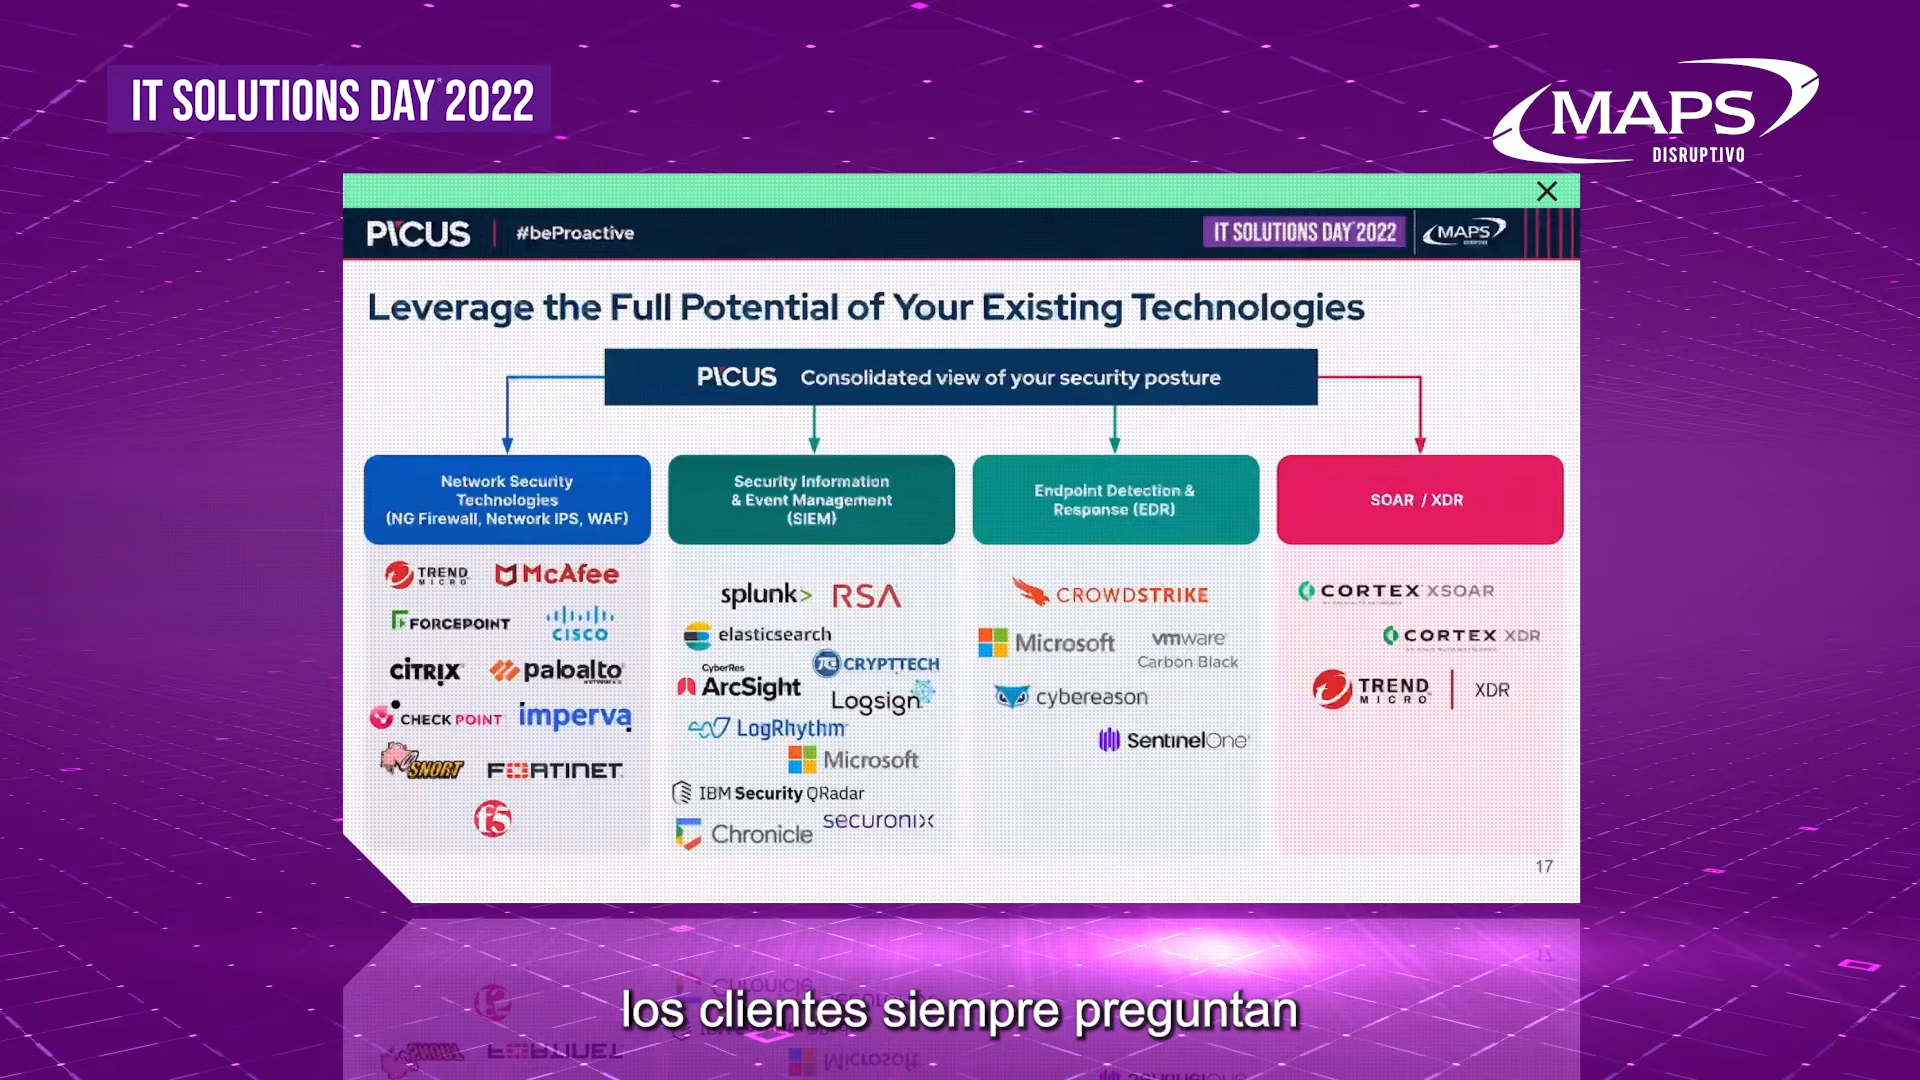 IT SOLUTIONS DAY® 2022
MAPS
DISRUPTIVO
PICUS
#beProactive
IT SOLUTIONS DAY 2022
MAPS
Leverage the Full Potential of Your Existing Technologies
PICUS Consolidated view of your security posture
Network Security
Technologies
(NG Firewall, Network IPS, WAF)
TREND MICRO
McAfee
FORCEPOINT
CISCO
CITRIX
paloalto
CHECK POINT
imperva
SNORT
FORTINET
f5
Security Information
& Event Management
(SIEM)
splunk>
RSA
elasticsearch
CRYPTTECH
CyberRes
ArcSight
Logsign
LogRhythm
Microsoft
IBM Security QRadar
securonix
Chronicle
Endpoint Detection &
Response (EDR)
CROWDSTRIKE
Microsoft
vmware
Carbon Black
cybereason
SentinelOne
SOAR / XDR
CORTEX XSOAR
CORTEX XDR
TREND MICRO | XDR
17
los clientes siempre preguntan